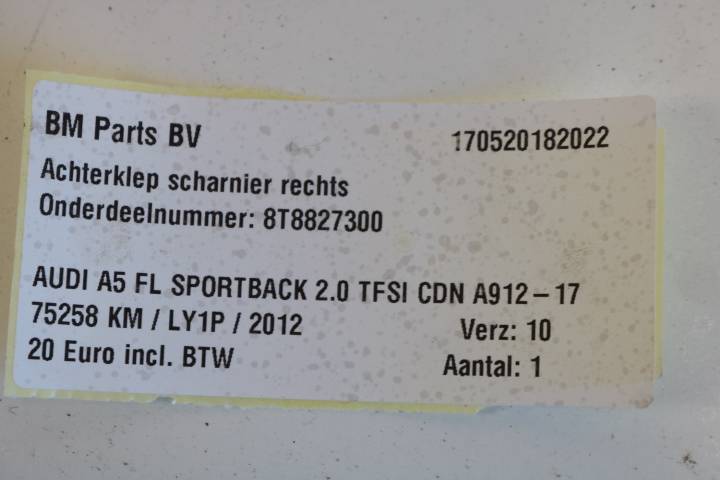 BM Parts BV 170520182022
Achterklep scharnier rechts
Onderdeelnummer: 8T8827300
AUDI A5 FL SPORTBACK 2.0 TFSI CDN A912-17
75258 KM / LY1P / 2012 Verz: 10
20 Euro incl. BTW Aantal: 1